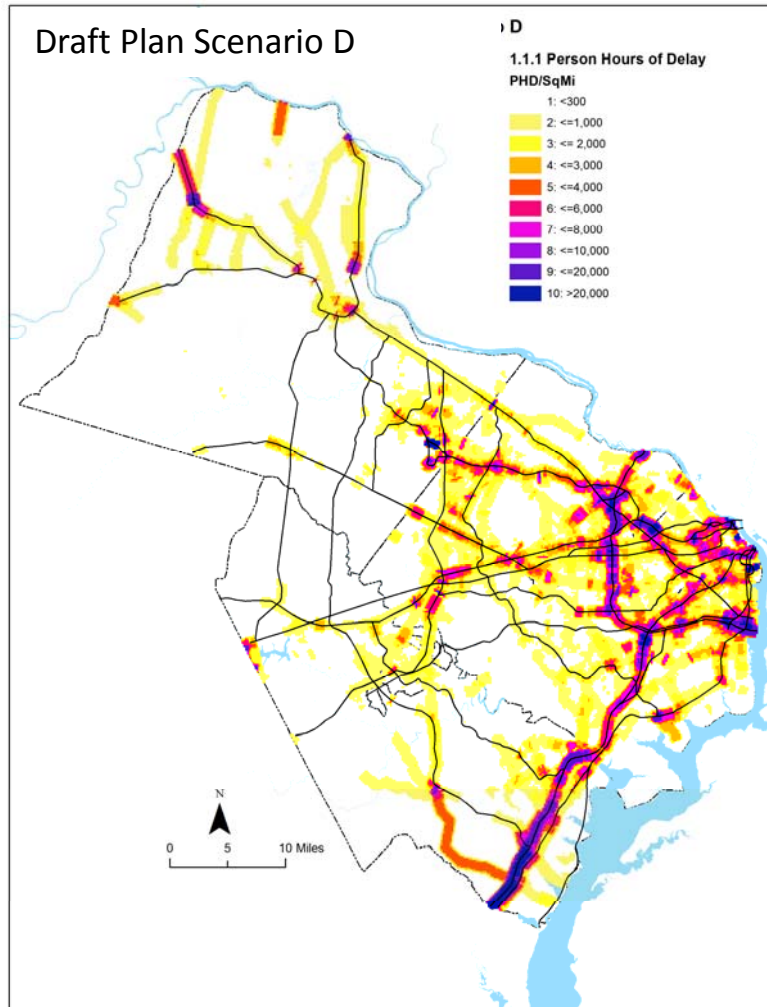 Draft Plan Scenario D
D
1.1.1 Person Hours of Delay
PHD/SqMi
1: <300
2: <=1,000
3: <= 2,000
4: <=3,000
5: <=4,000
6: <=6,000
7: <=8,000
8: <=10,000
9: <=20,000
10: >20,000
N
0 5 10 Miles